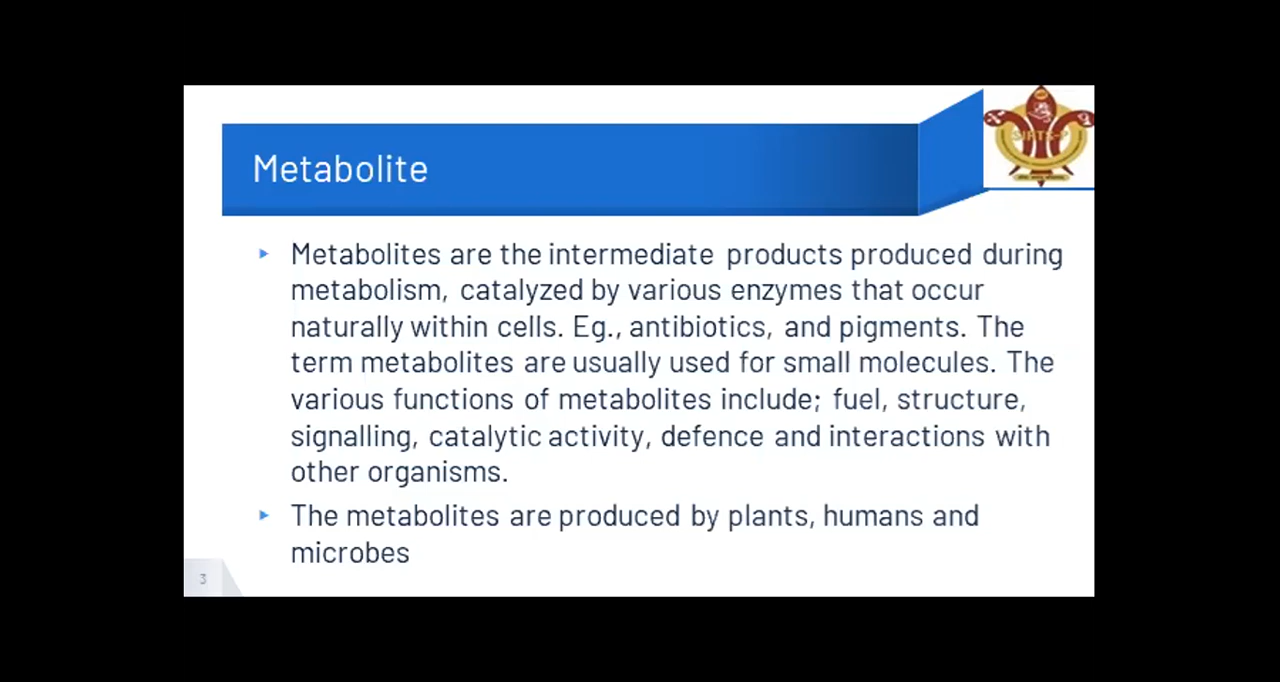 Metabolite
Metabolites are the intermediate products produced during
metabolism, catalyzed by various enzymes that occur
naturally within cells. Eg., antibiotics, and pigments. The
term metabolites are usually used for small molecules. The
various functions of metabolites include; fuel, structure,
signalling, catalytic activity, defence and interactions with
other organisms.
The metabolites are produced by plants, humans and
microbes
3